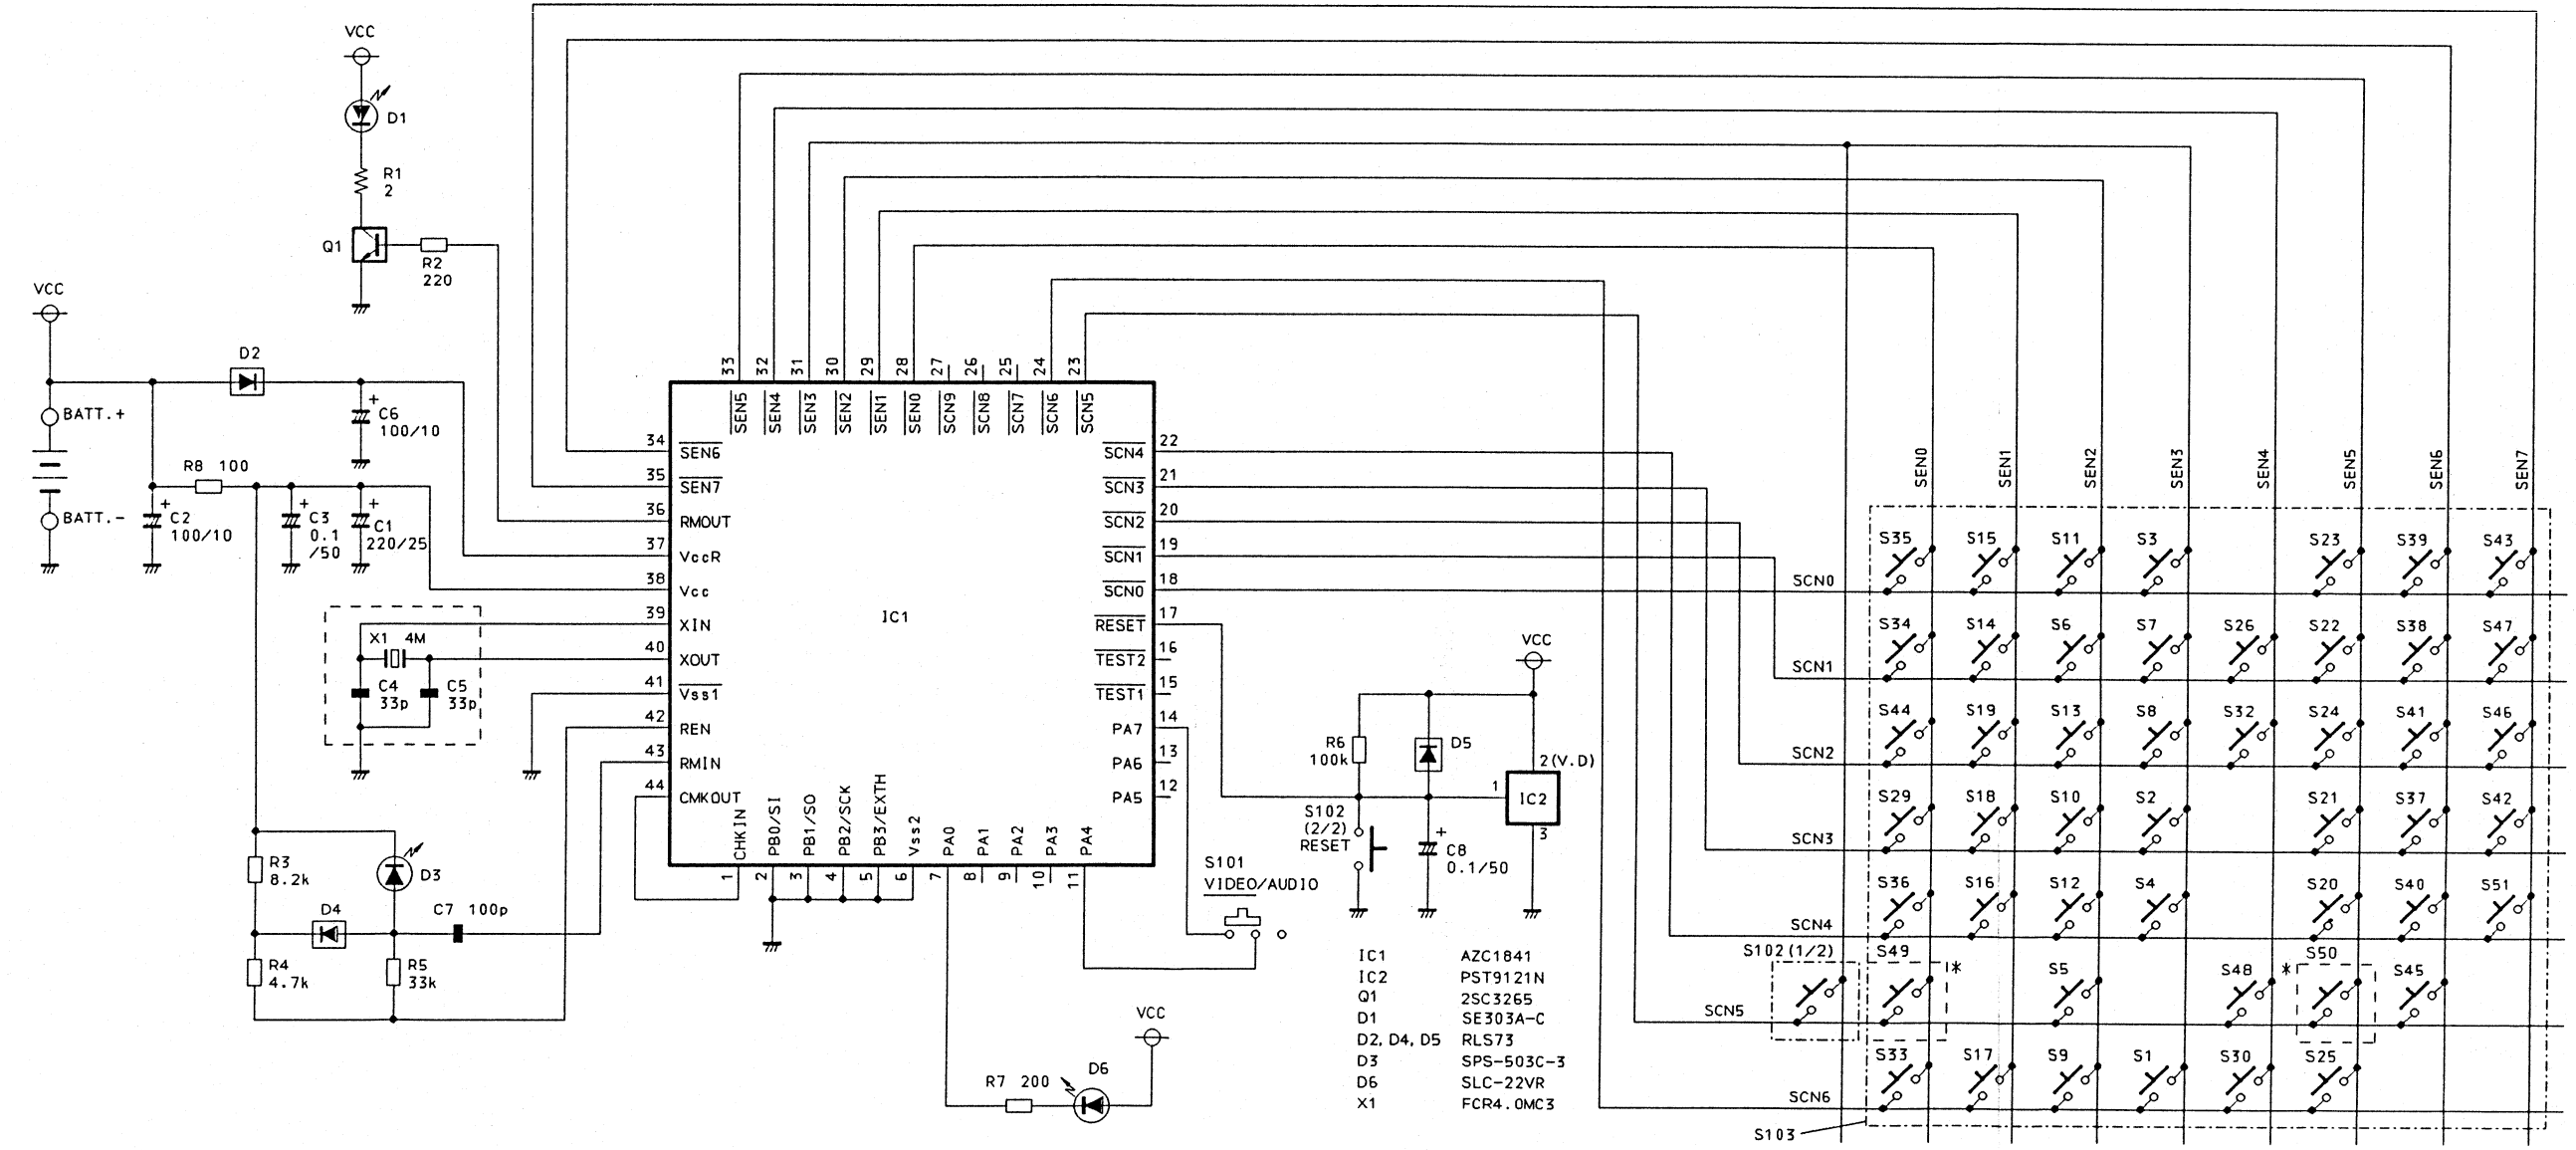 VCC
D1
R1
2
Q1
R2
220
VCC
D2
BATT.+
C6
100/10
R8 100
BATT.-
C2
100/10
C3
0.1
/50
C1
220/25
X1 4M
C4
33p
C5
33p
R3
8.2k
D3
D4
C7 100p
R4
4.7k
R5
33k
33
32
31
30
29
28
27
26
25
24
23
SEN5
SEN4
SEN3
SEN2
SEN1
SEN0
SCN9
SCN8
SCN7
SCN6
SCN5
34 SEN6
35 SEN7
36 RMOUT
37 VccR
38 Vcc
39 XIN
40 XOUT
41 Vss1
42 REN
43 RMIN
44 CMKOUT
IC1
SCN4 22
SCN3 21
SCN2 20
SCN1 19
SCN0 18
RESET 17
TEST2 16
TEST1 15
PA7 14
PA6 13
PA5 12
CHKIN
PB0/SI
PB1/SO
PB2/SCK
PB3/EXTH
Vss2
PA0
PA1
PA2
PA3
PA4
1
2
3
4
5
6
7
8
9
10
11
VCC
R6
100k
D5
2(V.D)
1
IC2
3
S102
(2/2)
RESET
C8
0.1/50
S101
VIDEO/AUDIO
R7 200
D6
VCC
IC1 AZC1841
IC2 PST9121N
Q1 2SC3265
D1 SE303A-C
D2, D4, D5 RLS73
D3 SPS-503C-3
D6 SLC-22VR
X1 FCR4.0MC3
SEN0
SEN1
SEN2
SEN3
SEN4
SEN5
SEN6
SEN7
S35 S15 S11 S3 S23 S39 S43
SCN0
S34 S14 S6 S7 S26 S22 S38 S47
SCN1
S44 S19 S13 S8 S32 S24 S41 S46
SCN2
S29 S18 S10 S2 S21 S37 S42
SCN3
S36 S16 S12 S4 S20 S40 S51
SCN4
S102(1/2) S49 * S5 S48 * S50 S45
SCN5
S33 S17 S9 S1 S30 S25
SCN6
S103